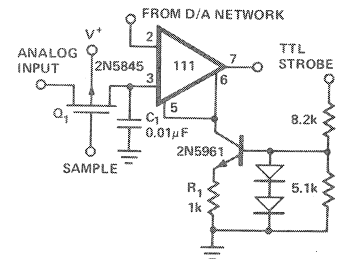 FROM D/A NETWORK
V+
ANALOG
INPUT
2N5845
2
3
111
7
6
5
TTL
STROBE
Q1
C1
0.01μF
8.2k
SAMPLE
2N5961
R1
1k
5.1k